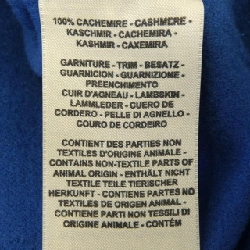 100% CACHEMIRE - CASHMERE -
KASCHMIR - CACHEMIRA -
KASHMIR - CAXEMIRA
GARNITURE - TRIM - BESATZ -
GUARNICION - GUARNIZIONE -
PREENCHIMENTO
CUIR D'AGNEAU - LAMBSKIN -
LAMMLEDER - CUERO DE
CORDERO - PELLE DI AGNELLO -
COURO DE CORDEIRO
CONTIENT DES PARTIES NON
TEXTILES D'ORIGINE ANIMALE -
CONTAINS NON-TEXTILE PARTS OF
ANIMAL ORIGIN - ENTHÄLT NICHT
TEXTILE TEILE TIERISCHER
HERKUNFT - CONTIENE PARTES NO
TEXTILES DE ORIGEN ANIMAL -
CONTIENE PARTI NON TESSILI DI
ORIGINE ANIMALE - CONTÉM